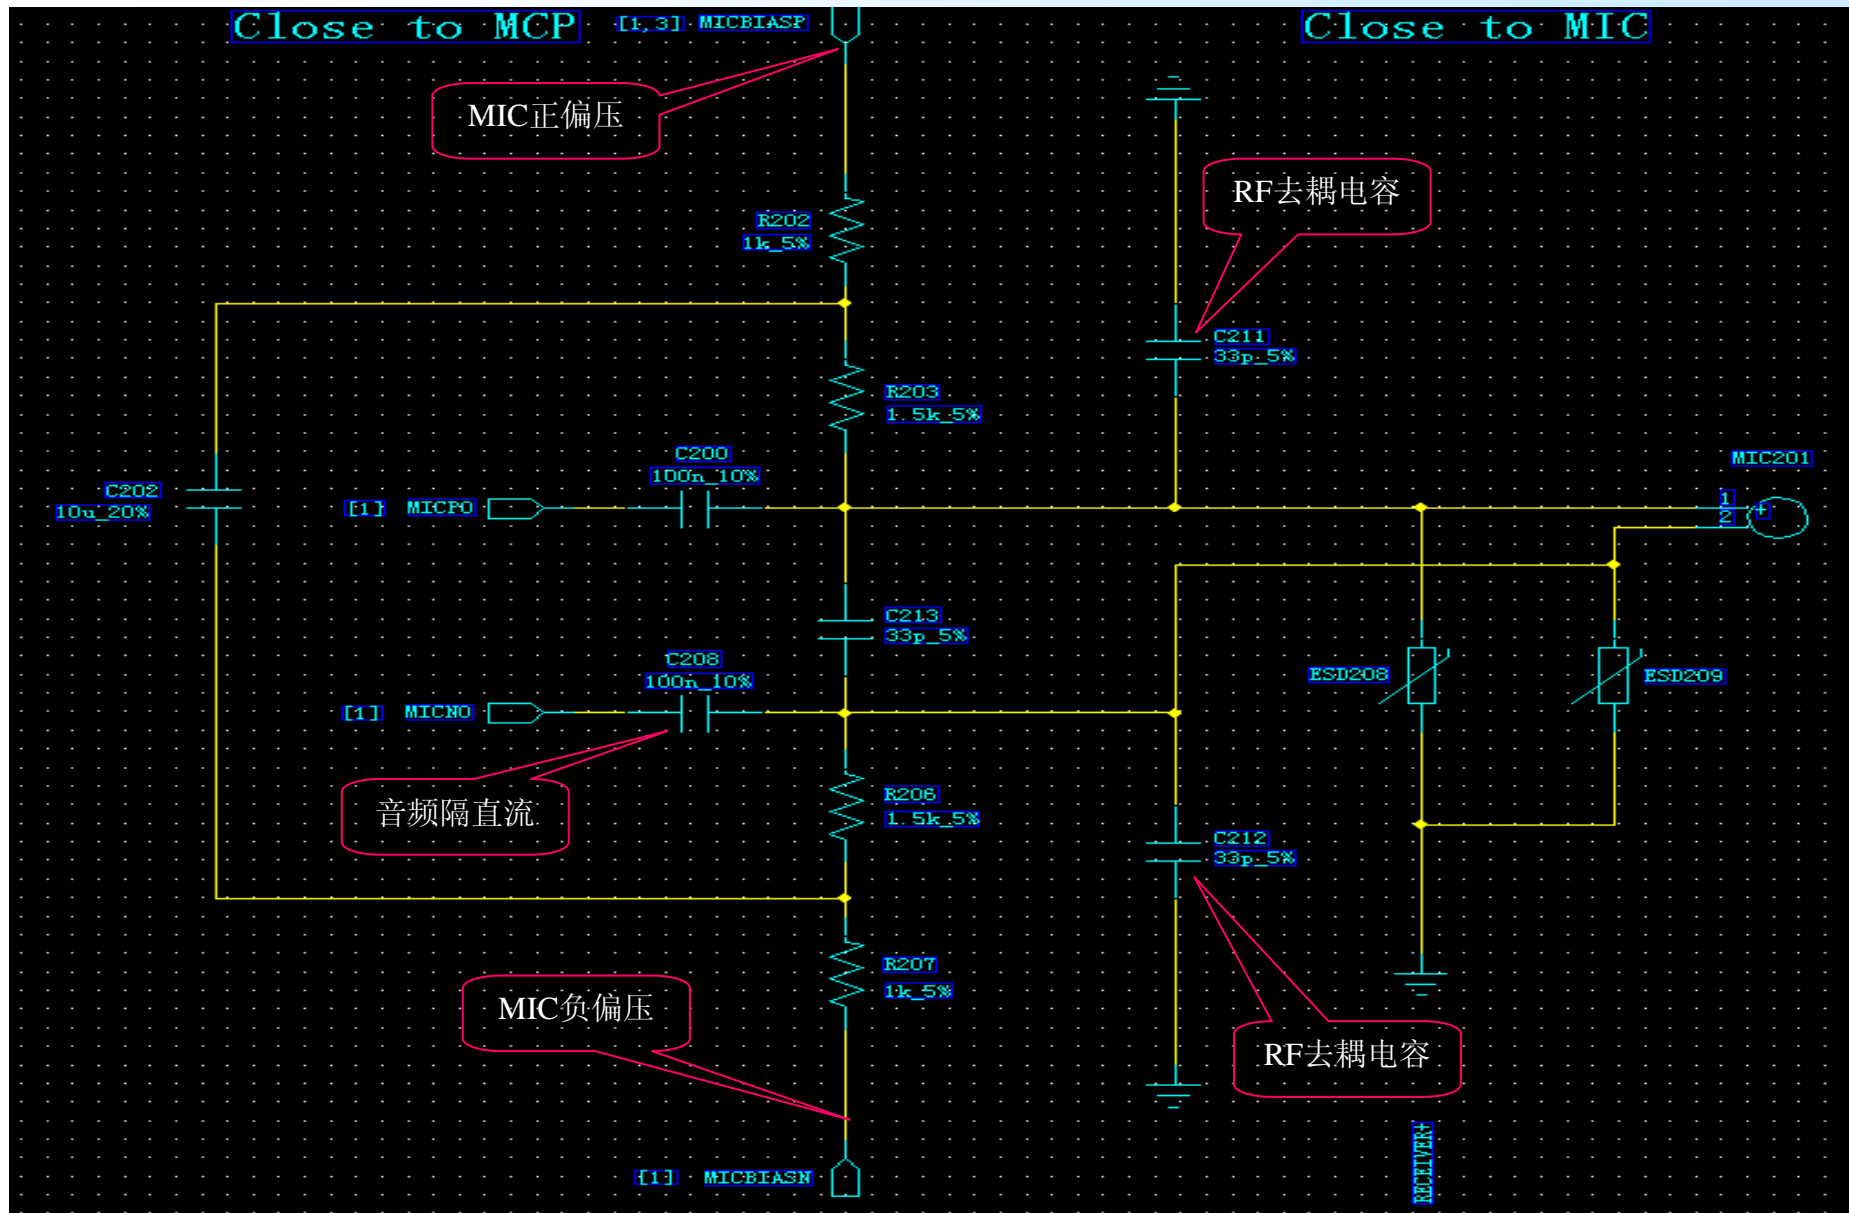 Close to MCP
[1,3] MICBIASP
Close to MIC
MIC正偏压
RF去耦电容
R202
1k_5%
C211
33p_5%
R203
1.5k_5%
C200
100n_10%
MIC201
C202
10u_20%
[1] MICP0
1
2
+
C213
33p_5%
C208
100n_10%
ESD208
ESD209
[1] MICN0
音频隔直流
R206
1.5k_5%
C212
33p_5%
R207
1k_5%
MIC负偏压
RF去耦电容
[1] MICBIASN
RECEIVER+